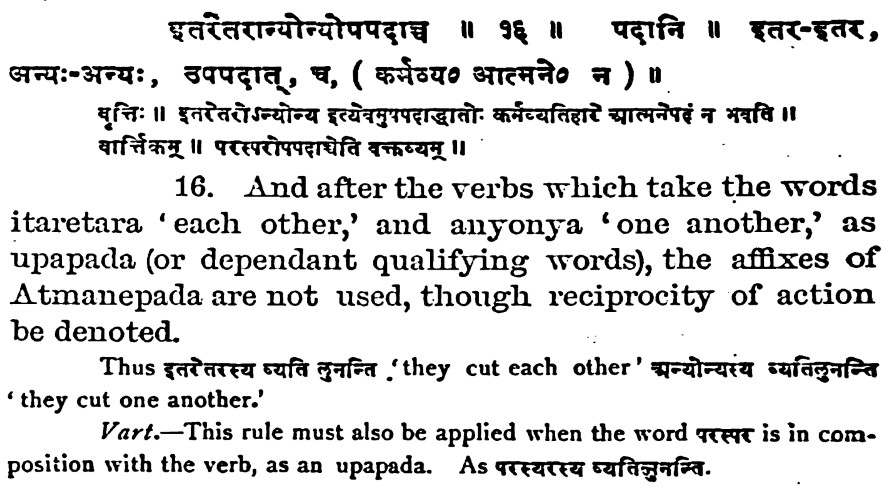 इतरेतरान्योन्योपपदाच्च ॥ १६ ॥ पदानि ॥ इतर-इतर,
अन्यः-अन्यः, उपपदात्, च, ( कर्मव्य० आत्मने० न ) ॥
वृत्तिः ॥ इतरेतरोऽन्योन्य इत्येवमुपपदाद्धातोः कर्मव्यतिहारे आत्मनेपदं न भवति ॥
वार्त्तिकम् ॥ परस्परोपपदाच्चेति वक्तव्यम् ॥
16. And after the verbs which take the words
itaretara ‘each other,’ and anyonya ‘one another,’ as
upapada (or dependant qualifying words), the affixes of
Atmanepada are not used, though reciprocity of action
be denoted.
Thus इतरेतरस्य व्यति लुनन्ति ‘they cut each other’ अन्योन्यस्य व्यतिलुनन्ति
‘they cut one another.’
Vart.—This rule must also be applied when the word परस्पर is in com-
position with the verb, as an upapada. As परस्परस्य व्यतिलुनन्ति.